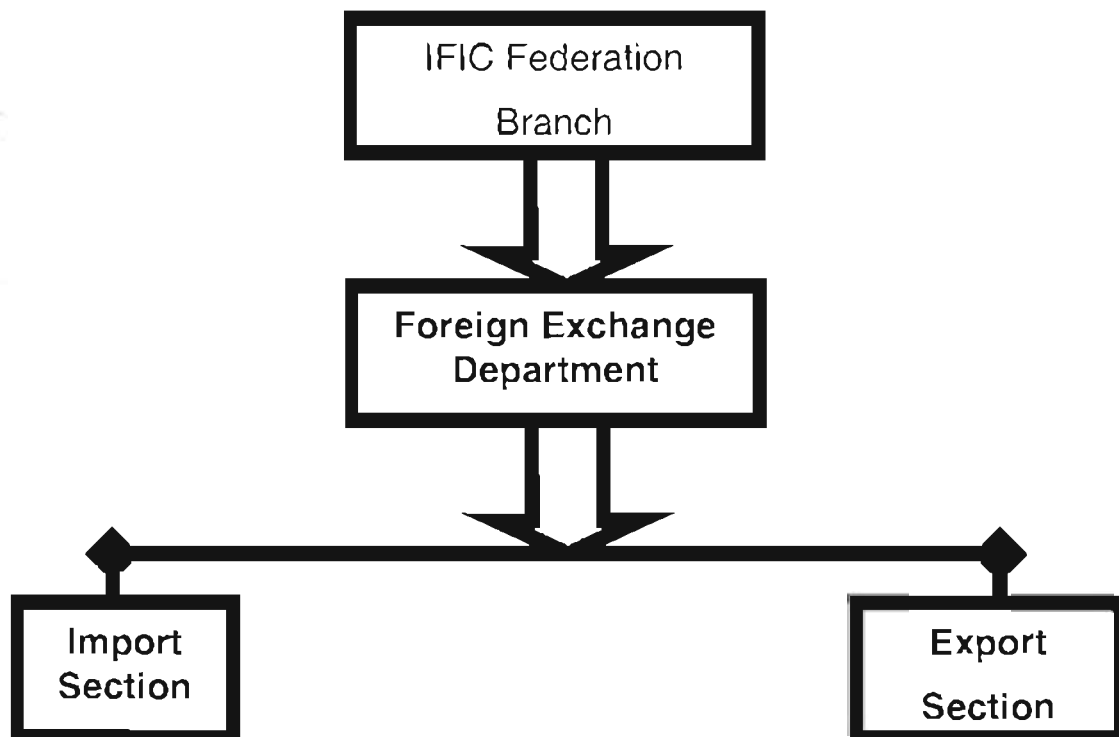 IFIC Federation
Branch
Foreign Exchange
Department
Import
Section
Export
Section